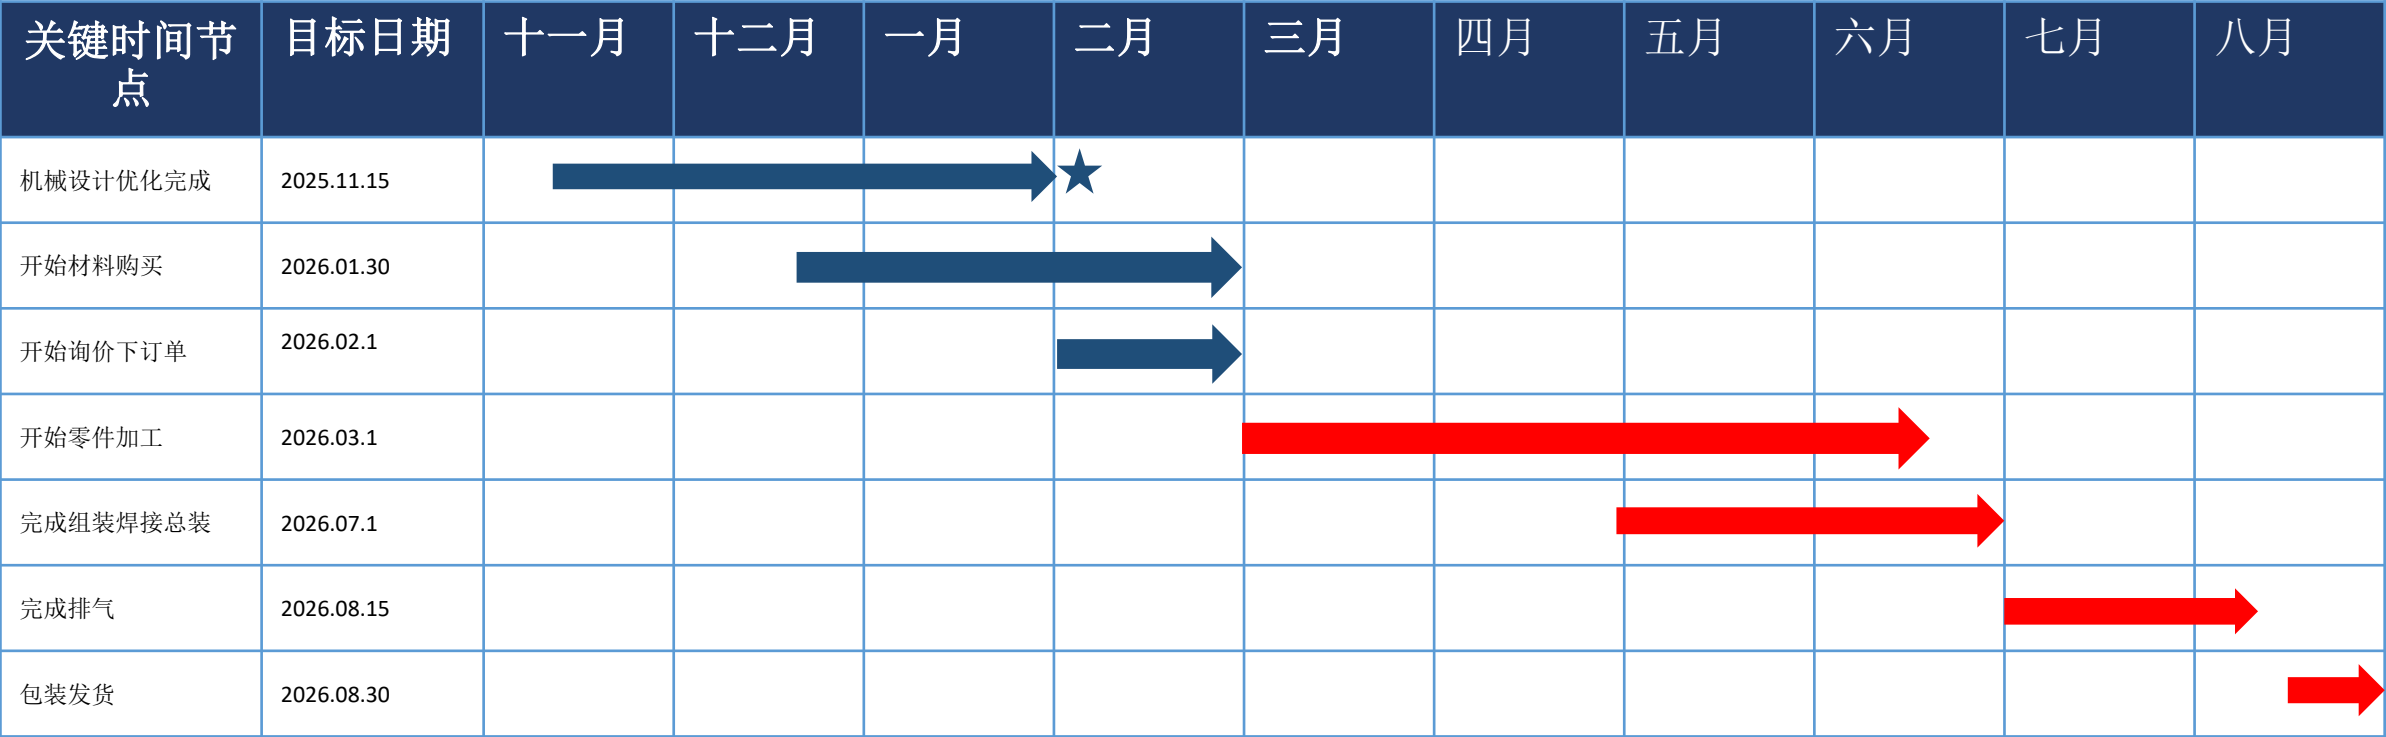 关键时间节
点
目标日期
十一月
十二月
一月
二月
三月
四月
五月
六月
七月
八月
机械设计优化完成
2025.11.15
开始材料购买
2026.01.30
开始询价下订单
2026.02.1
开始零件加工
2026.03.1
完成组装焊接总装
2026.07.1
完成排气
2026.08.15
包装发货
2026.08.30